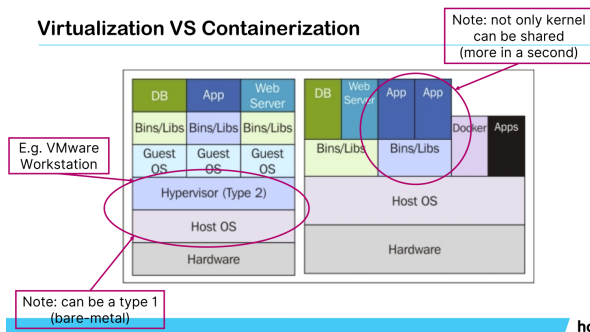 Virtualization VS Containerization
Note: not only kernel
can be shared
(more in a second)
E.g. VMware
Workstation
DB
App
Web
Server
Bins/Libs
Bins/Libs
Bins/Libs
Guest
OS
Guest
OS
Guest
OS
Hypervisor (Type 2)
Host OS
Hardware
DB
Web
Server
App
App
Bins/Libs
Bins/Libs
Docker
Apps
Host OS
Hardware
Note: can be a type 1
(bare-metal)